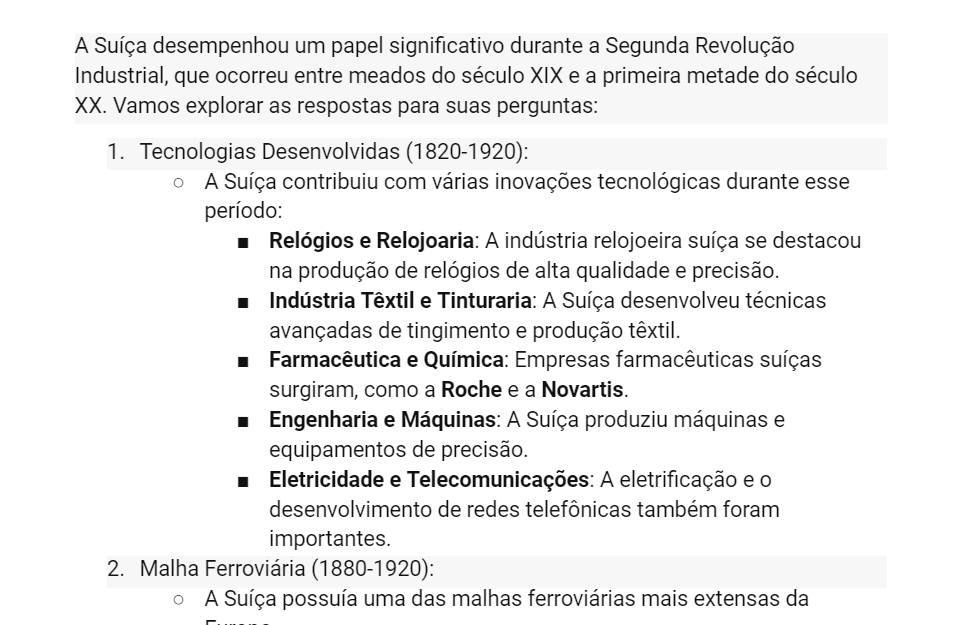 A Suíça desempenhou um papel significativo durante a Segunda Revolução
Industrial, que ocorreu entre meados do século XIX e a primeira metade do século
XX. Vamos explorar as respostas para suas perguntas:
1. Tecnologias Desenvolvidas (1820-1920):
○ A Suíça contribuiu com várias inovações tecnológicas durante esse
período:
■ Relógios e Relojoaria: A indústria relojoeira suíça se destacou
na produção de relógios de alta qualidade e precisão.
■ Indústria Têxtil e Tinturaria: A Suíça desenvolveu técnicas
avançadas de tingimento e produção têxtil.
■ Farmacêutica e Química: Empresas farmacêuticas suíças
surgiram, como a Roche e a Novartis.
■ Engenharia e Máquinas: A Suíça produziu máquinas e
equipamentos de precisão.
■ Eletricidade e Telecomunicações: A eletrificação e o
desenvolvimento de redes telefônicas também foram
importantes.
2. Malha Ferroviária (1880-1920):
○ A Suíça possuía uma das malhas ferroviárias mais extensas da